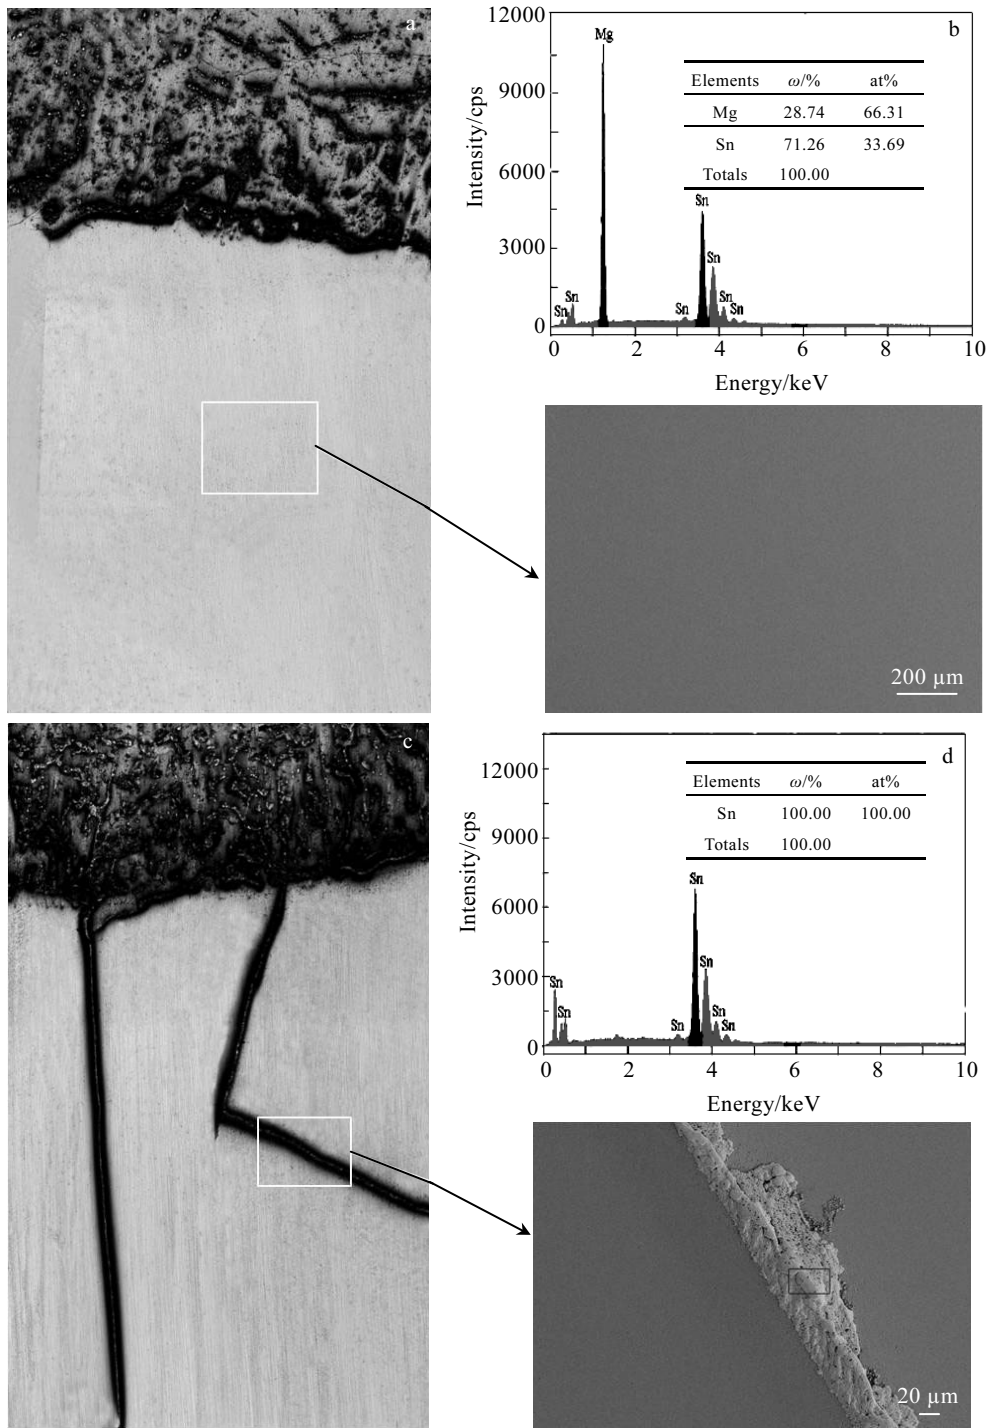 a
b
12000
9000
6000
3000
0
Intensity/cps
Mg
Sn
Sn
Sn
Sn
Sn
Sn
Sn
Elements ω/% at%
Mg 28.74 66.31
Sn 71.26 33.69
Totals 100.00
0 2 4 6 8 10
Energy/keV
200 µm
c
d
12000
9000
6000
3000
0
Intensity/cps
Elements ω/% at%
Sn 100.00 100.00
Totals 100.00
Sn
Sn
Sn
Sn
Sn
Sn
Sn
0 2 4 6 8 10
Energy/keV
20 µm